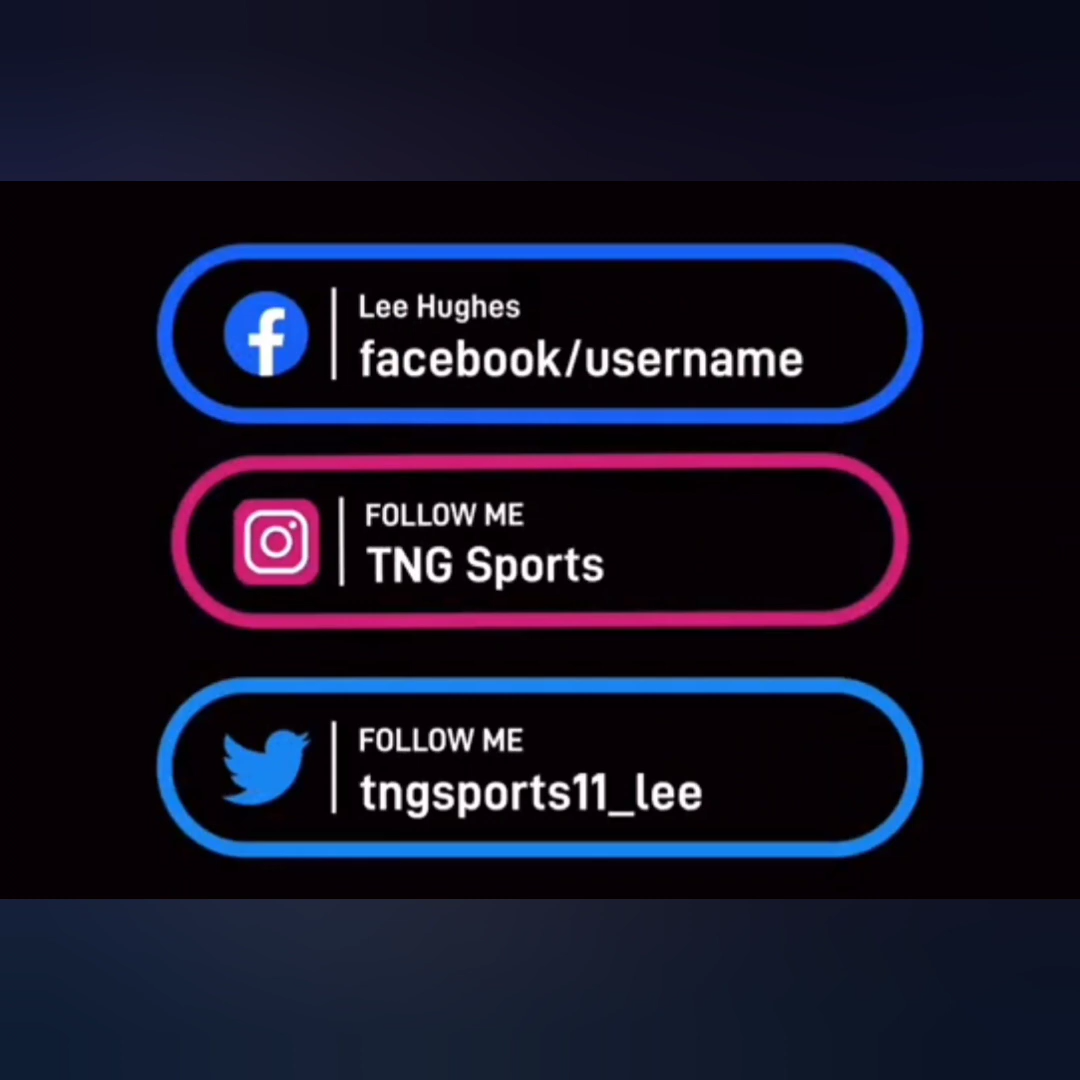 Lee Hughes
facebook/username
FOLLOW ME
TNG Sports
FOLLOW ME
tngsports11_lee